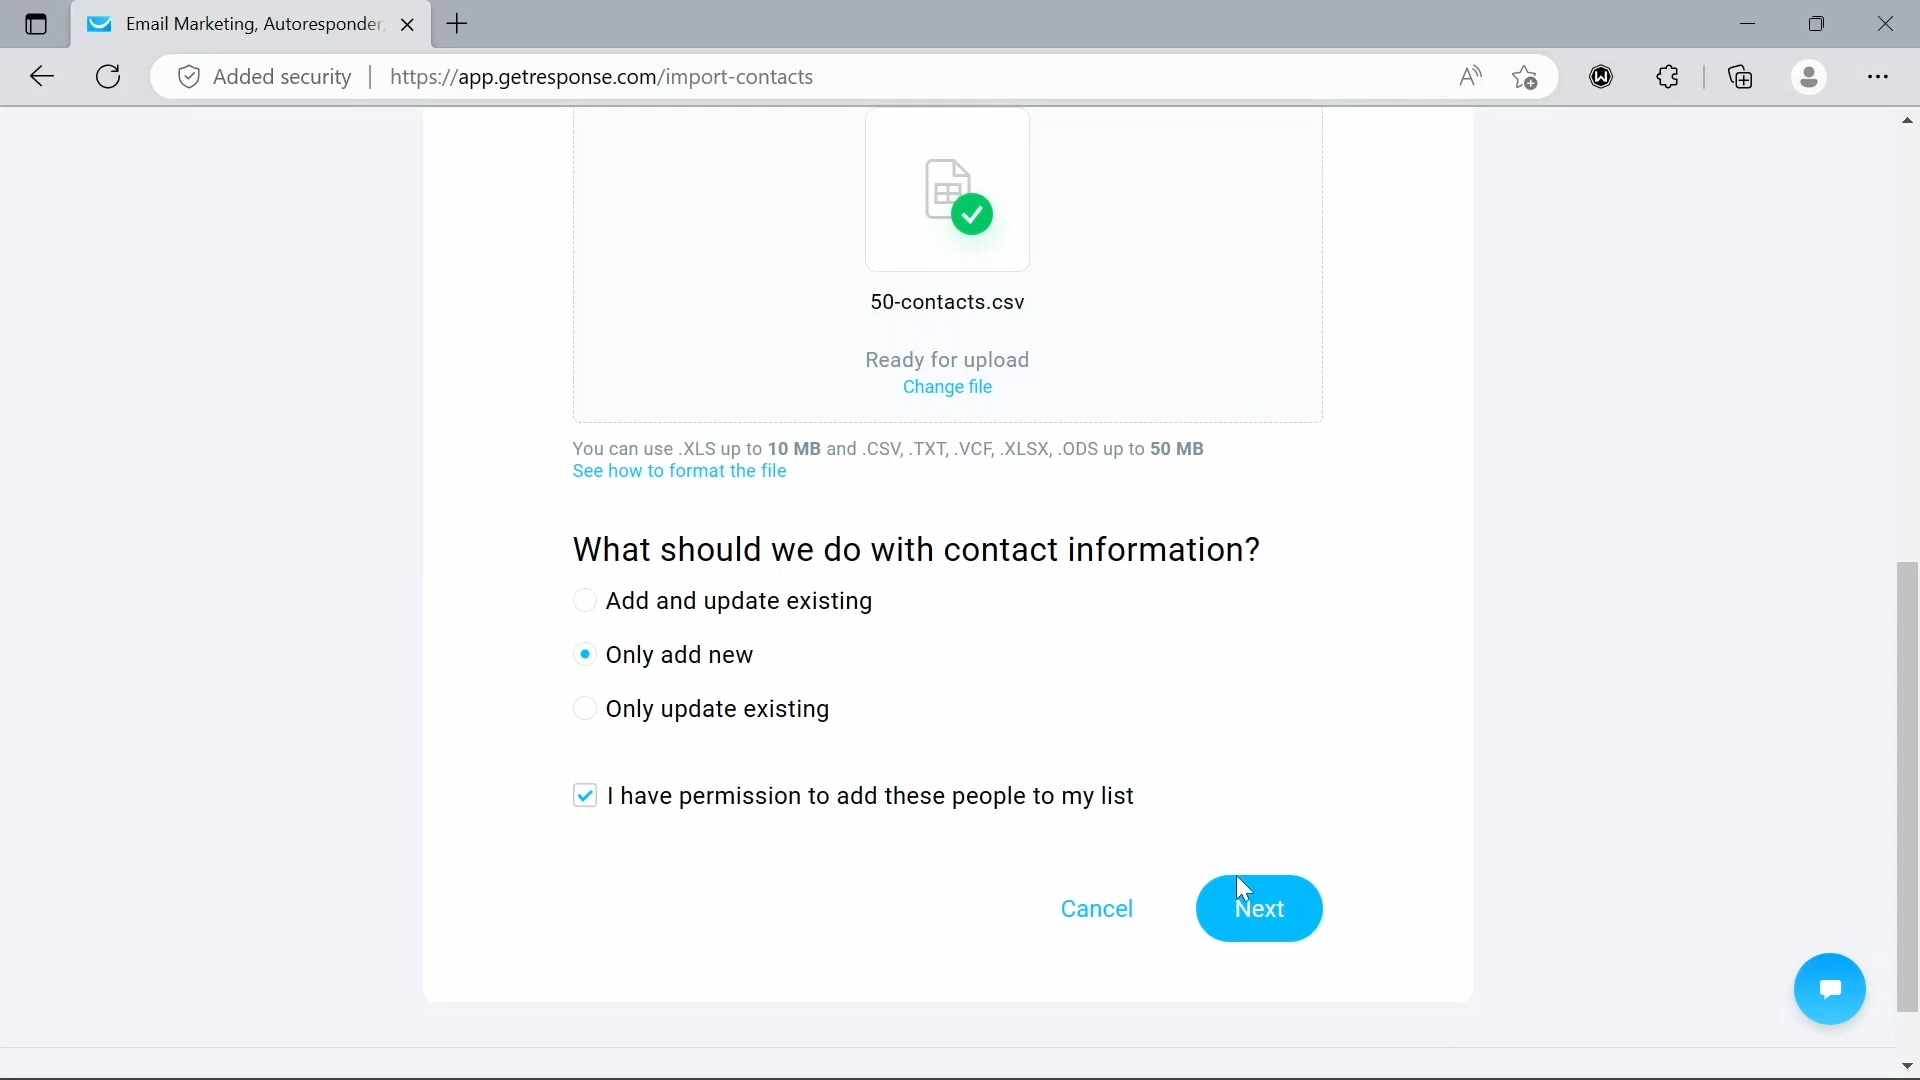 Email Marketing, Autoresponder,
Added security
https://app.getresponse.com/import-contacts
50-contacts.csv
Ready for upload
Change file
You can use .XLS up to 10 MB and .CSV, .TXT, .VCF, .XLSX, .ODS up to 50 MB
See how to format the file
What should we do with contact information?
Add and update existing
Only add new
Only update existing
I have permission to add these people to my list
Cancel
Next